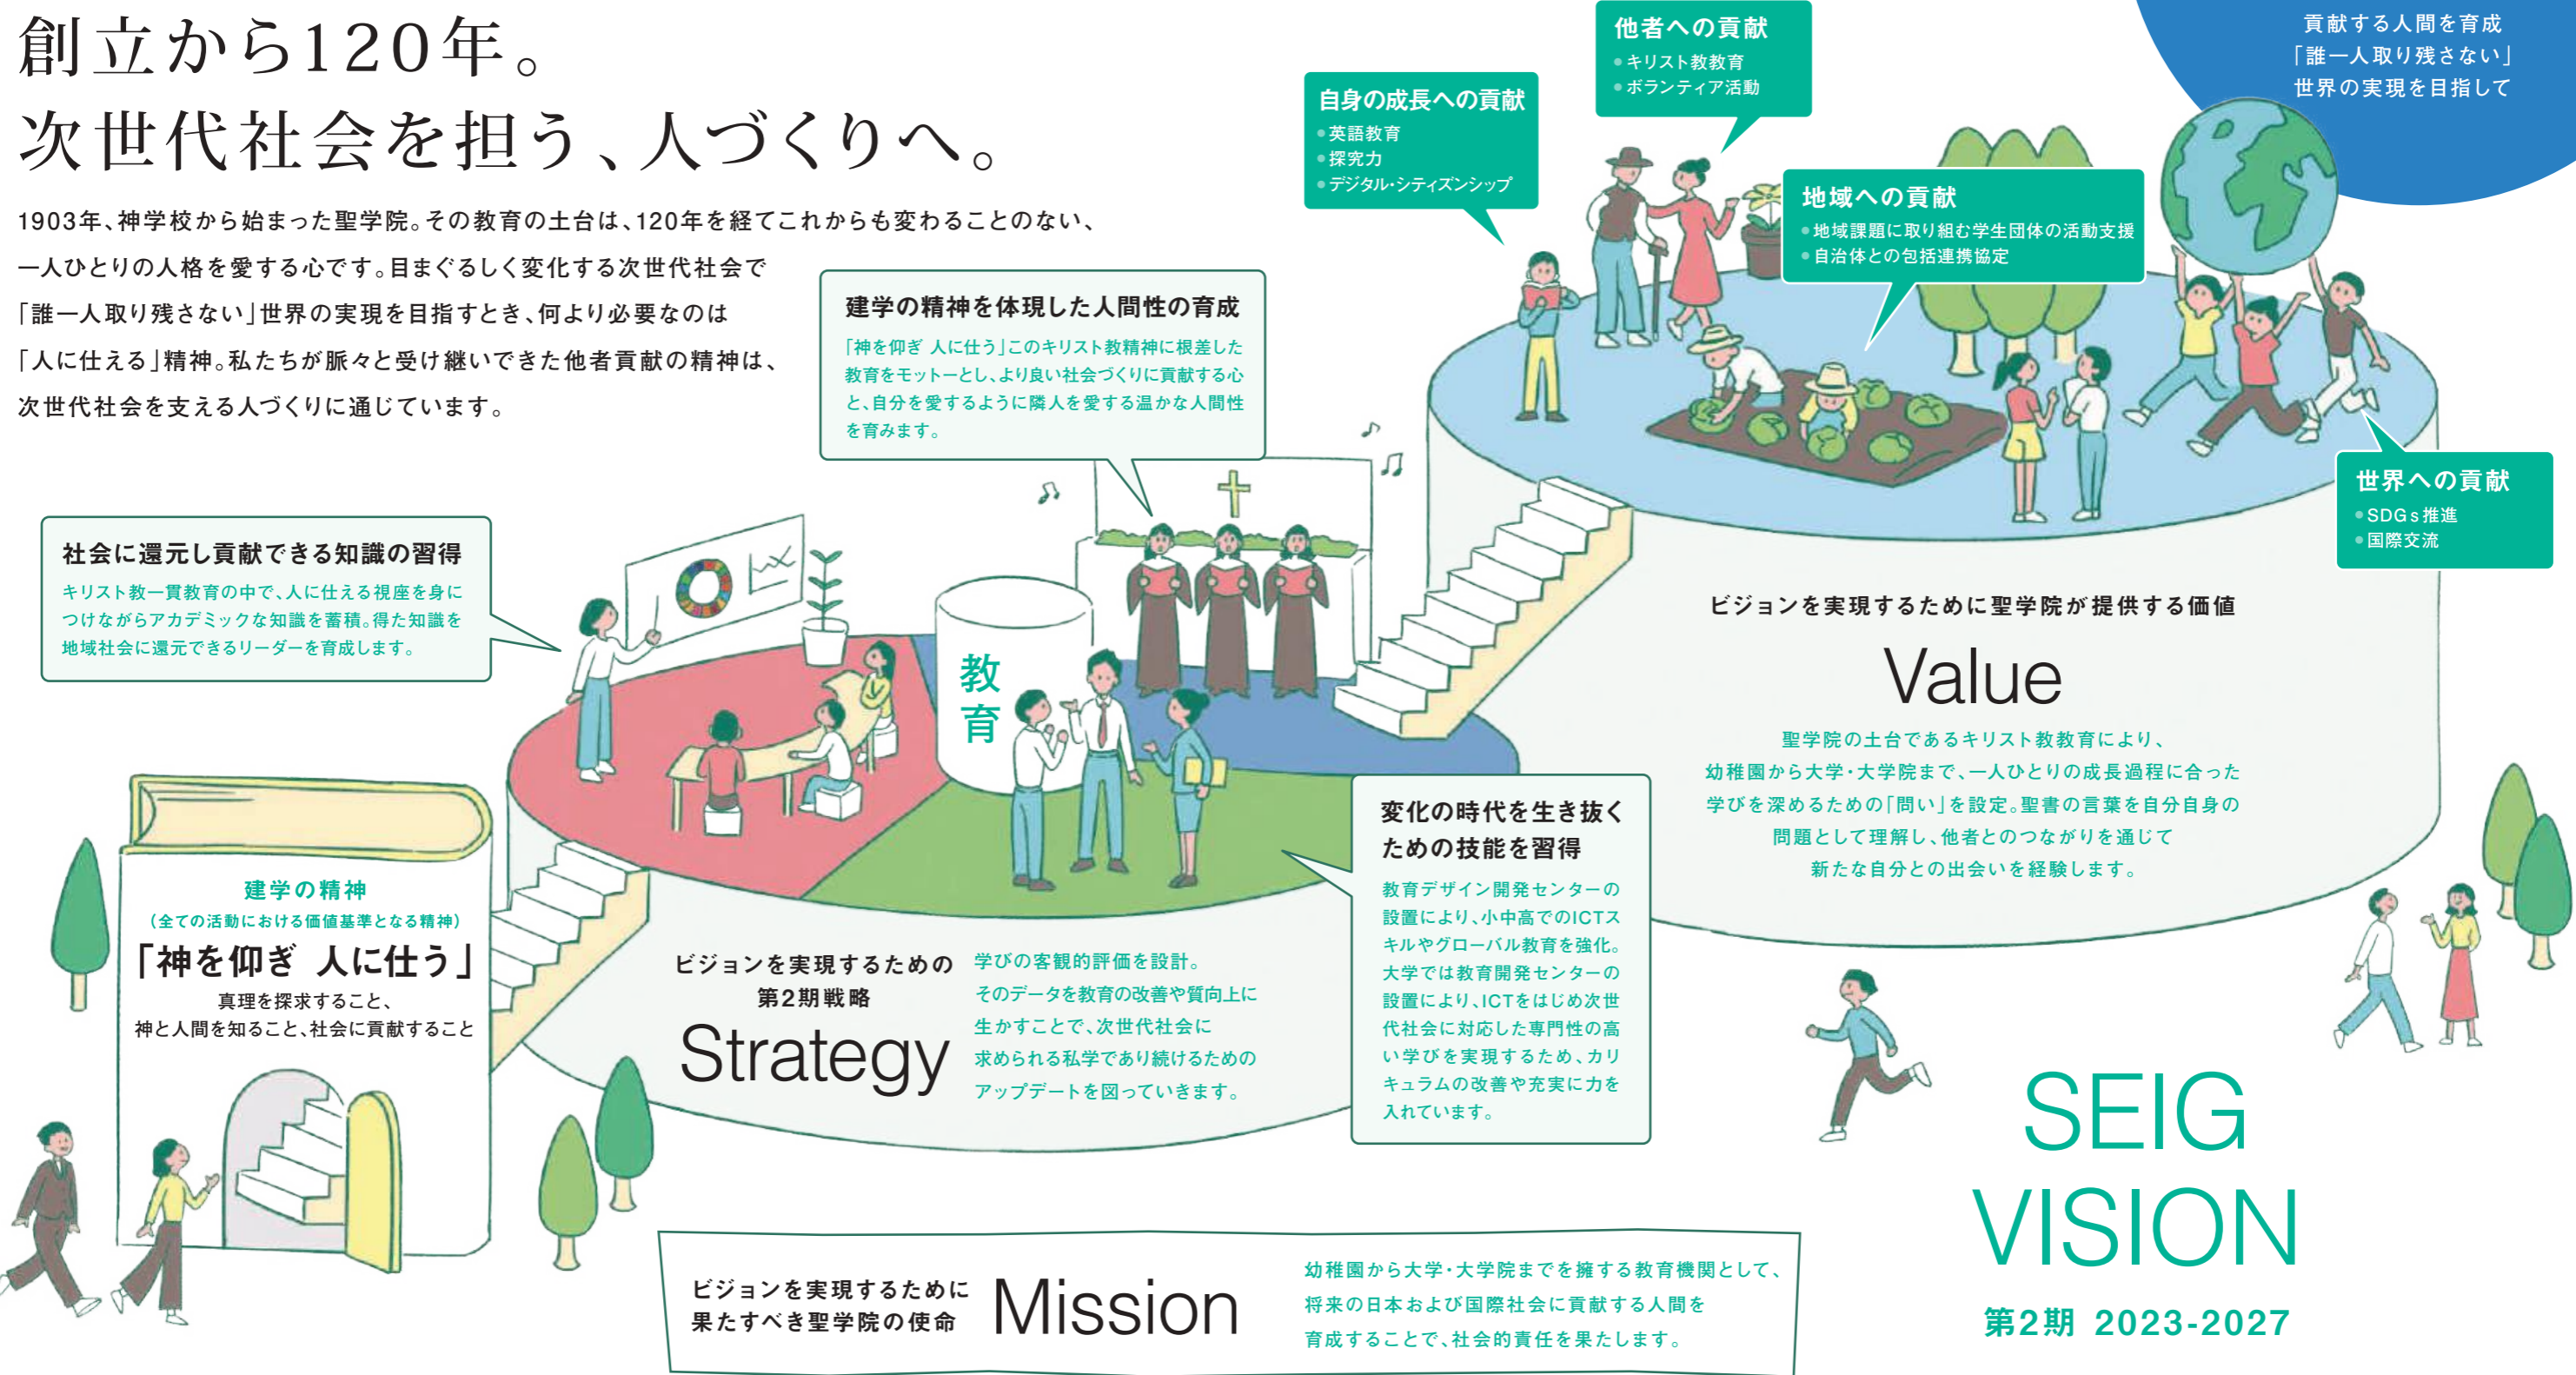 創立から120年。
次世代社会を担う、人づくりへ。
1903年、神学校から始まった聖学院。その教育の土台は、120年を経てこれからも変わることのない、
一人ひとりの人格を愛する心です。目まぐるしく変化する次世代社会で
「誰一人取り残さない」世界の実現を目指すとき、何より必要なのは
「人に仕える」精神。私たちが脈々と受け継いできた他者貢献の精神は、
次世代社会を支える人づくりに通じています。
貢献する人間を育成
「誰一人取り残さない」
世界の実現を目指して
他者への貢献
●キリスト教教育
●ボランティア活動
自身の成長への貢献
●英語教育
●探究力
●デジタル・シティズンシップ
地域への貢献
●地域課題に取り組む学生団体の活動支援
●自治体との包括連携協定
世界への貢献
●SDGs推進
●国際交流
建学の精神を体現した人間性の育成
「神を仰ぎ 人に仕う」このキリスト教精神に根差した
教育をモットーとし、より良い社会づくりに貢献する心
と、自分を愛するように隣人を愛する温かな人間性
を育みます。
社会に還元し貢献できる知識の習得
キリスト教一貫教育の中で、人に仕える視座を身に
つけながらアカデミックな知識を蓄積。得た知識を
地域社会に還元できるリーダーを育成します。
教育
ビジョンを実現するために聖学院が提供する価値
Value
聖学院の土台であるキリスト教教育により、
幼稚園から大学・大学院まで、一人ひとりの成長過程に合った
学びを深めるための「問い」を設定。聖書の言葉を自分自身の
問題として理解し、他者とのつながりを通じて
新たな自分との出会いを経験します。
変化の時代を生き抜く
ための技能を習得
教育デザイン開発センターの
設置により、小中高でのICTス
キルやグローバル教育を強化。
大学では教育開発センターの
設置により、ICTをはじめ次世
代社会に対応した専門性の高
い学びを実現するため、カリ
キュラムの改善や充実に力を
入れています。
建学の精神
(全ての活動における価値基準となる精神)
「神を仰ぎ 人に仕う」
真理を探求すること、
神と人間を知ること、社会に貢献すること
ビジョンを実現するための
第2期戦略
Strategy
学びの客観的評価を設計。
そのデータを教育の改善や質向上に
生かすことで、次世代社会に
求められる私学であり続けるための
アップデートを図っていきます。
ビジョンを実現するために
果たすべき聖学院の使命
Mission
幼稚園から大学・大学院までを擁する教育機関として、
将来の日本および国際社会に貢献する人間を
育成することで、社会的責任を果たします。
SEIG
VISION
第2期 2023-2027